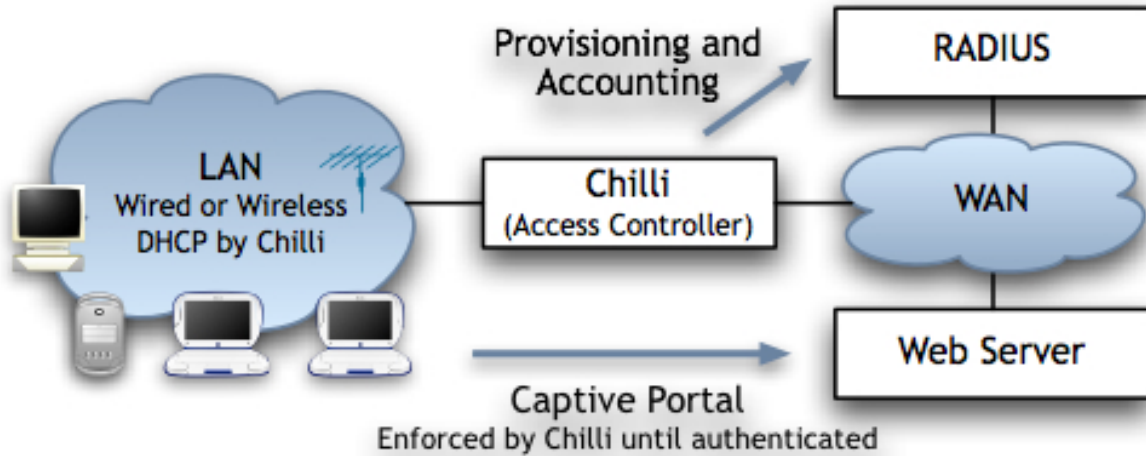 Provisioning and
Accounting
RADIUS
LAN
Wired or Wireless
DHCP by Chilli
Chilli
(Access Controller)
WAN
Web Server
Captive Portal
Enforced by Chilli until authenticated